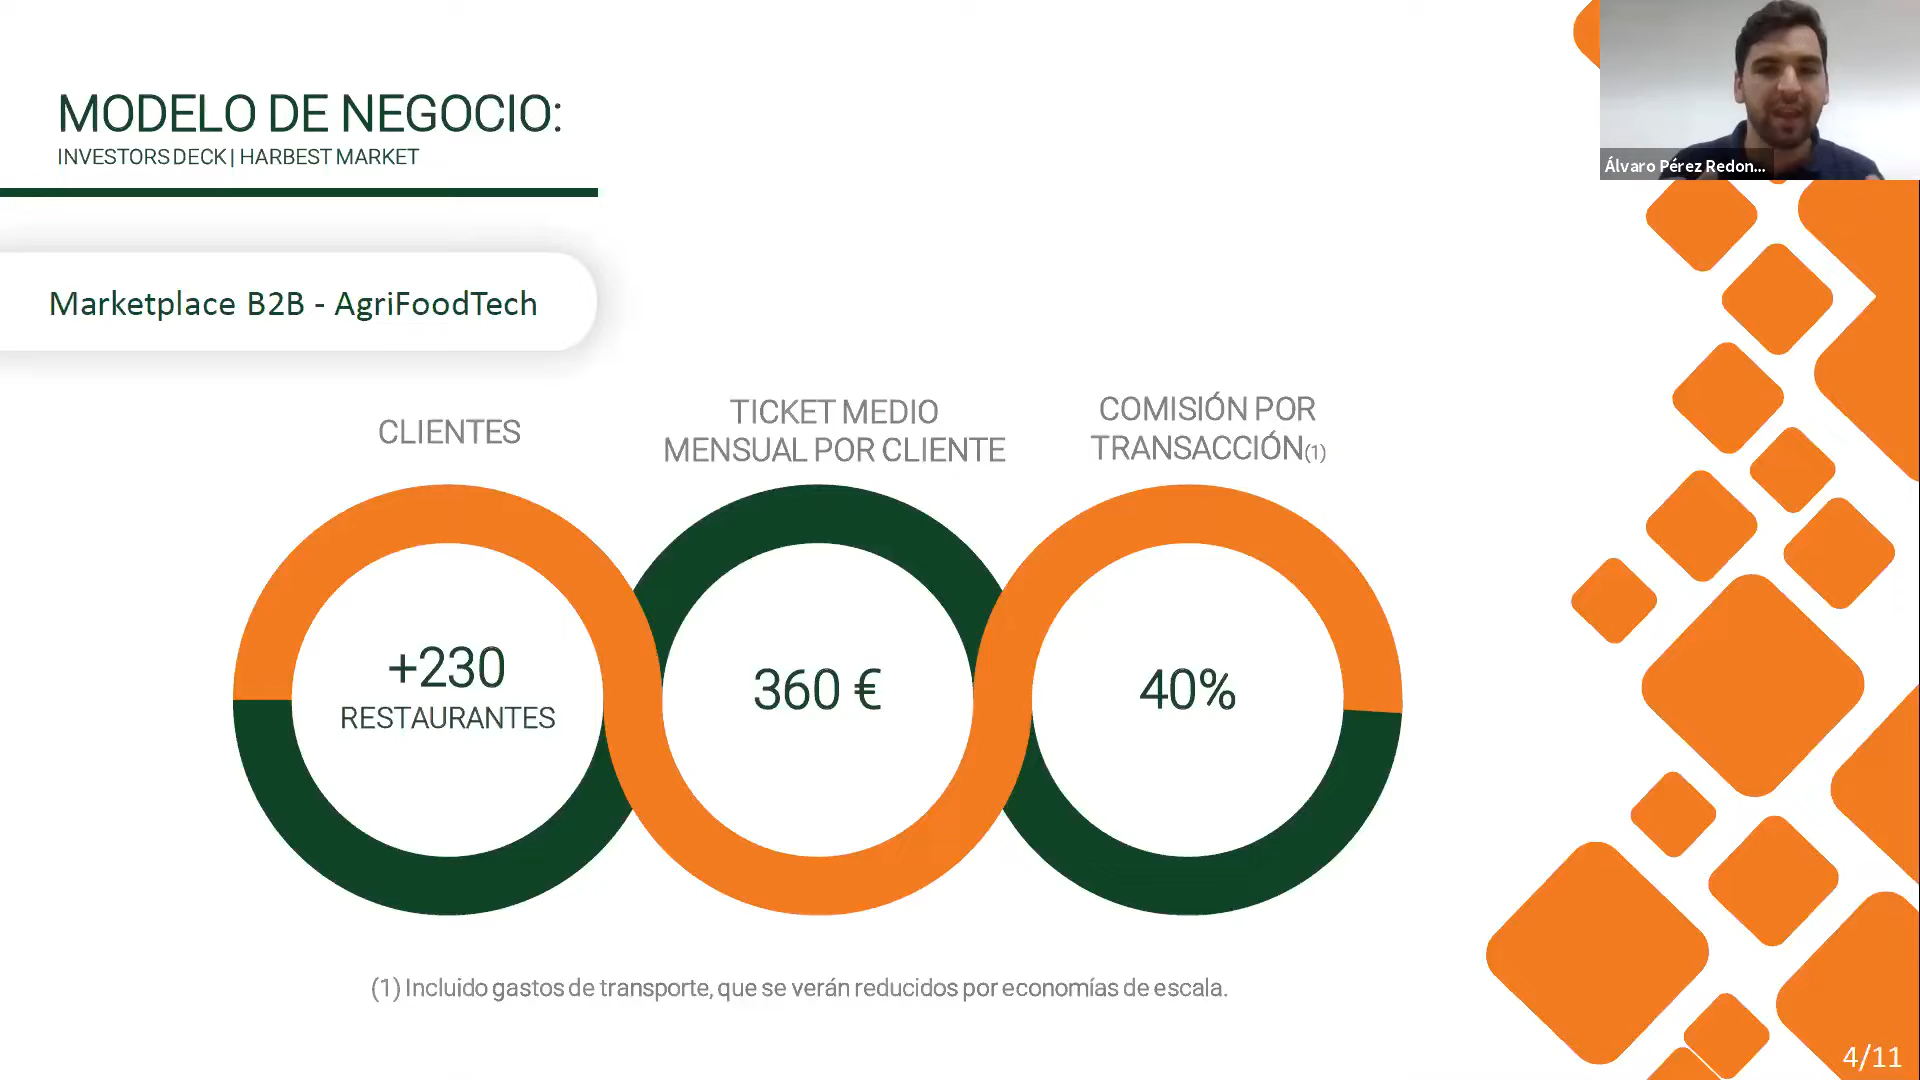 MODELO DE NEGOCIO:
INVESTORS DECK | HARBEST MARKET
Álvaro Pérez Redon...
Marketplace B2B - AgriFoodTech
CLIENTES
+230
RESTAURANTES
TICKET MEDIO
MENSUAL POR CLIENTE
360 €
COMISIÓN POR
TRANSACCIÓN(1)
40%
(1) Incluido gastos de transporte, que se verán reducidos por economías de escala.
4/11